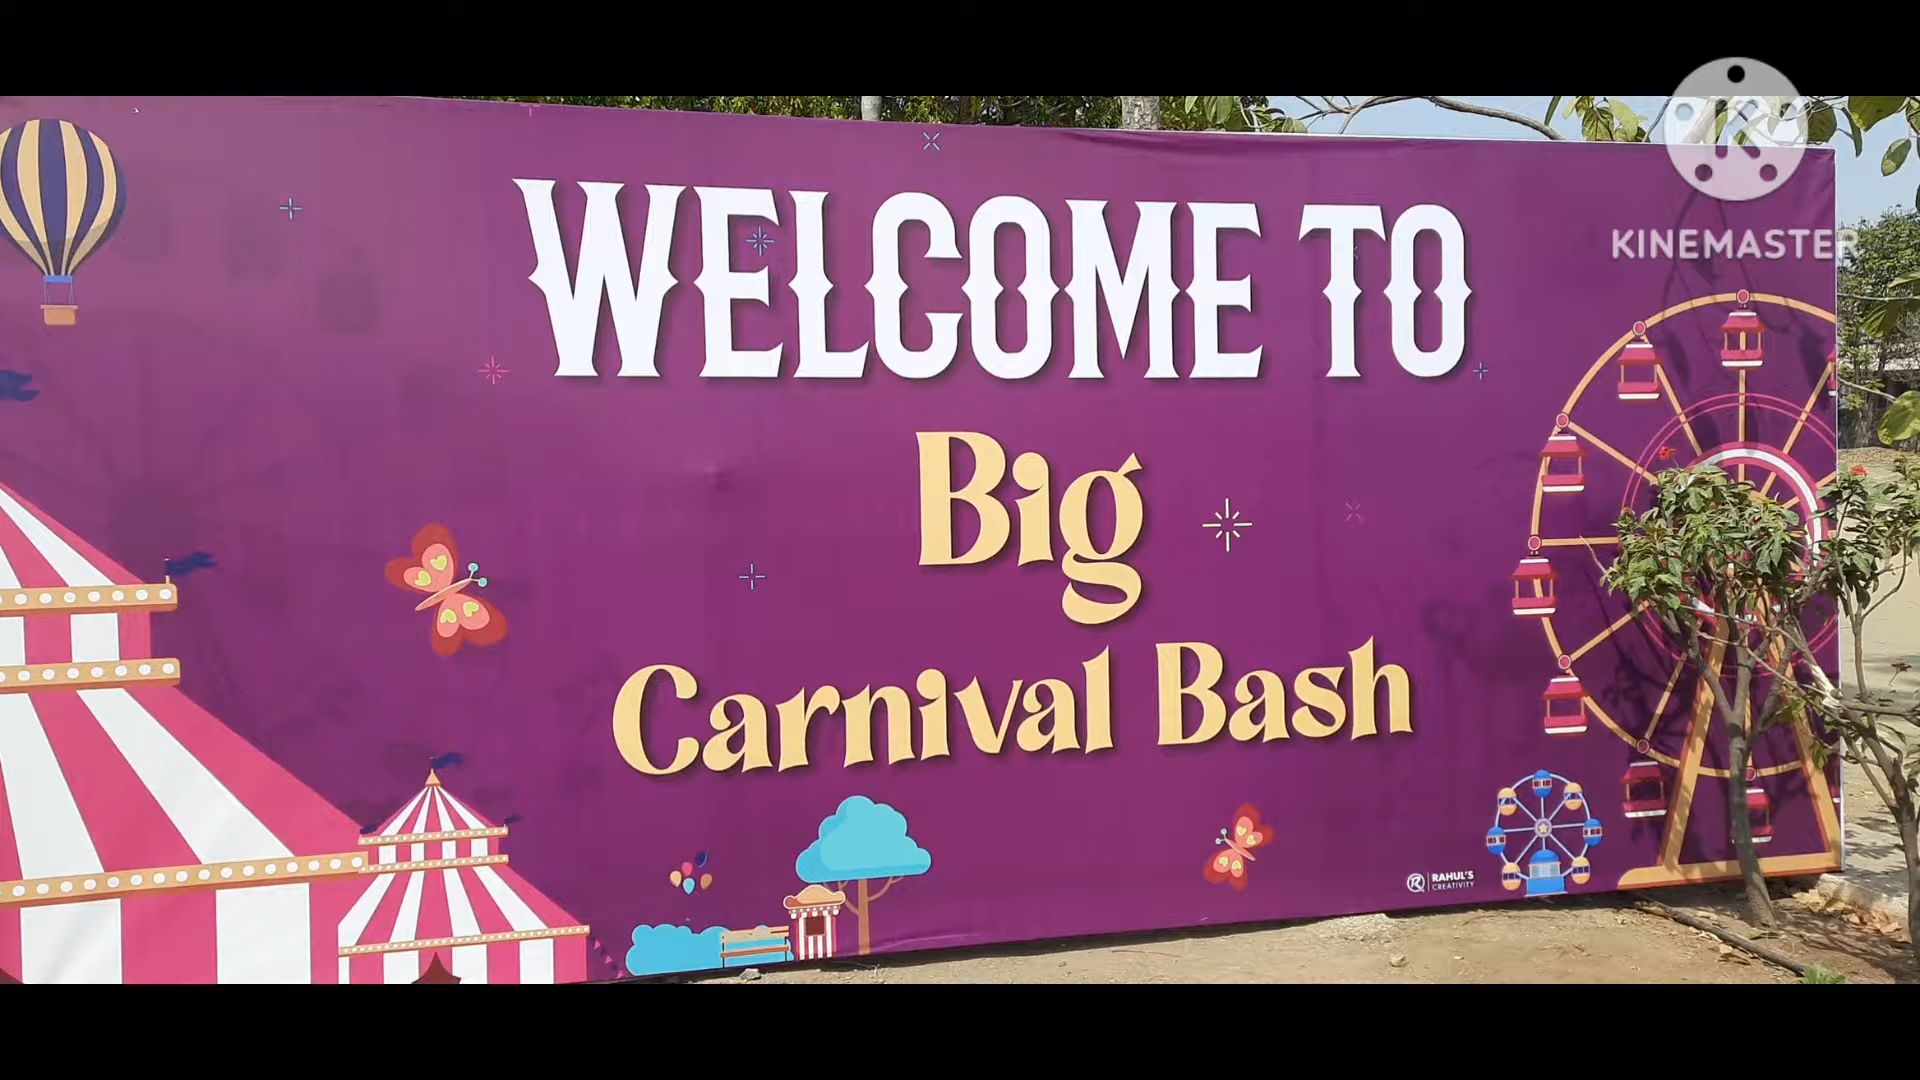 KINEMASTER
WELCOME TO
Big
Carnival Bash
RAHUL'S
CREATIVITY